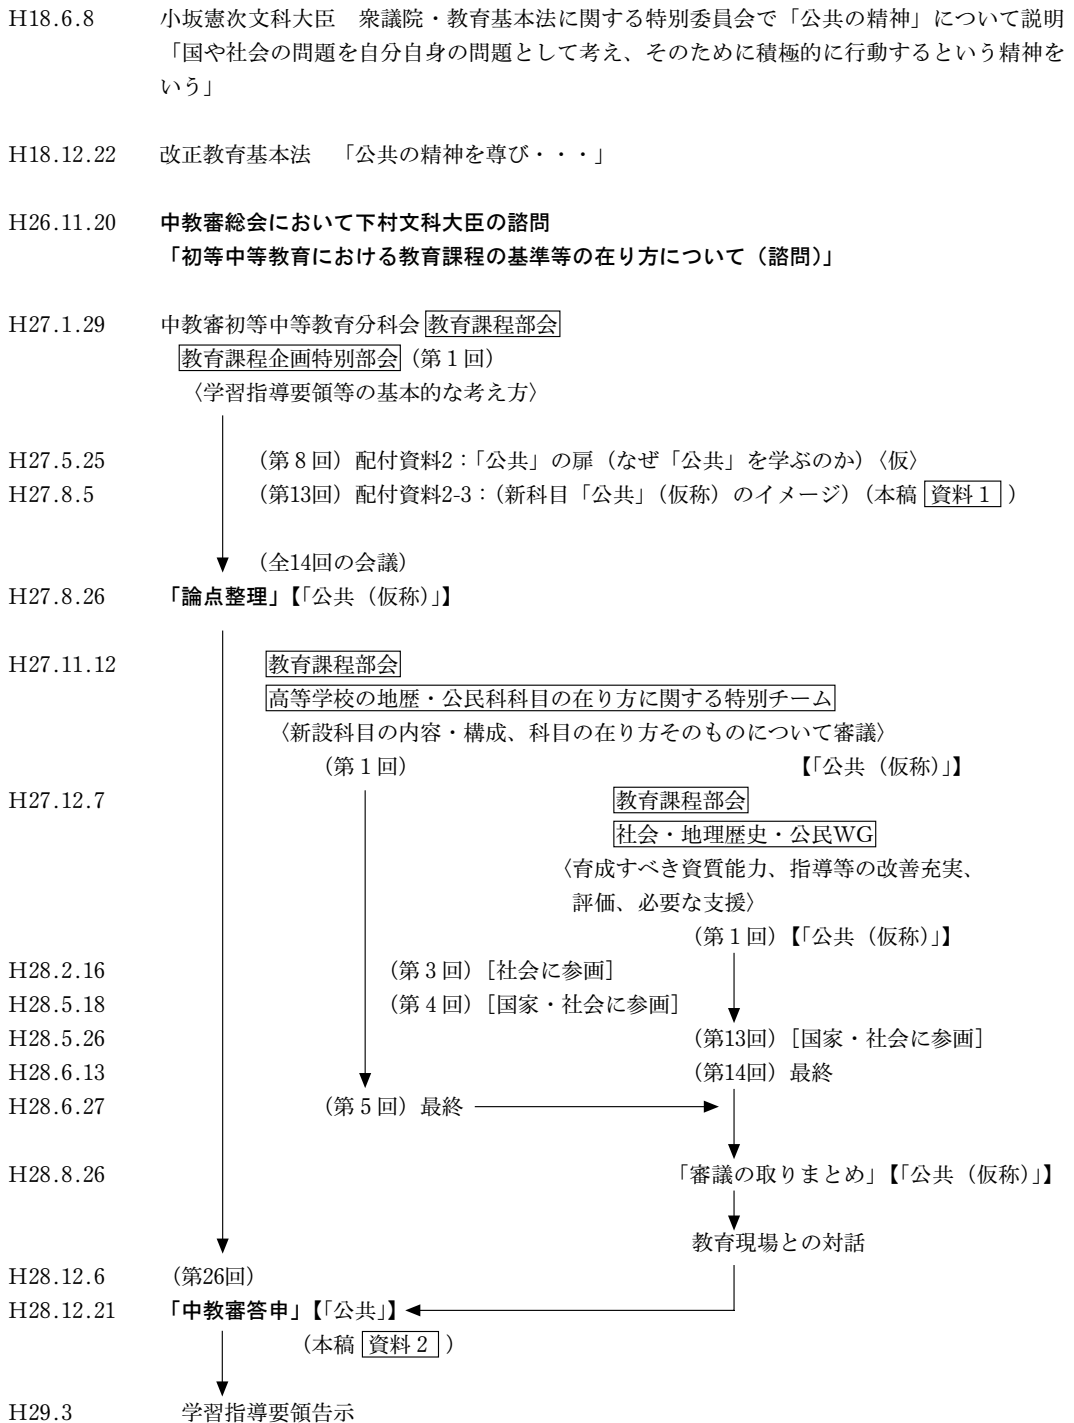 H18.6.8 小坂憲次文科大臣 衆議院・教育基本法に関する特別委員会で「公共の精神」について説明
「国や社会の問題を自分自身の問題として考え、そのために積極的に行動するという精神を
いう」
H18.12.22 改正教育基本法 「公共の精神を尊び・・・」
H26.11.20 中教審総会において下村文科大臣の諮問
「初等中等教育における教育課程の基準等の在り方について（諮問）」
H27.1.29 中教審初等中等教育分科会 教育課程部会
教育課程企画特別部会（第１回）
〈学習指導要領等の基本的な考え方〉
H27.5.25 （第８回）配付資料2：「公共」の扉（なぜ「公共」を学ぶのか）〈仮〉
H27.8.5 （第13回）配付資料2-3：（新科目「公共」（仮称）のイメージ）（本稿 資料１ ）
（全14回の会議）
H27.8.26 「論点整理」【「公共（仮称）」】
H27.11.12 教育課程部会
高等学校の地歴・公民科科目の在り方に関する特別チーム
〈新設科目の内容・構成、科目の在り方そのものについて審議〉
（第１回） 【「公共（仮称）」】
H27.12.7 教育課程部会
社会・地理歴史・公民WG
〈育成すべき資質能力、指導等の改善充実、
評価、必要な支援〉
（第１回）【「公共（仮称）」】
H28.2.16 （第３回）［社会に参画］
H28.5.18 （第４回）［国家・社会に参画］
H28.5.26 （第13回）［国家・社会に参画］
H28.6.13 （第14回）最終
H28.6.27 （第５回）最終
H28.8.26 「審議の取りまとめ」【「公共（仮称）」】
教育現場との対話
H28.12.6 （第26回）
H28.12.21 「中教審答申」【「公共」】
（本稿 資料２ ）
H29.3 学習指導要領告示